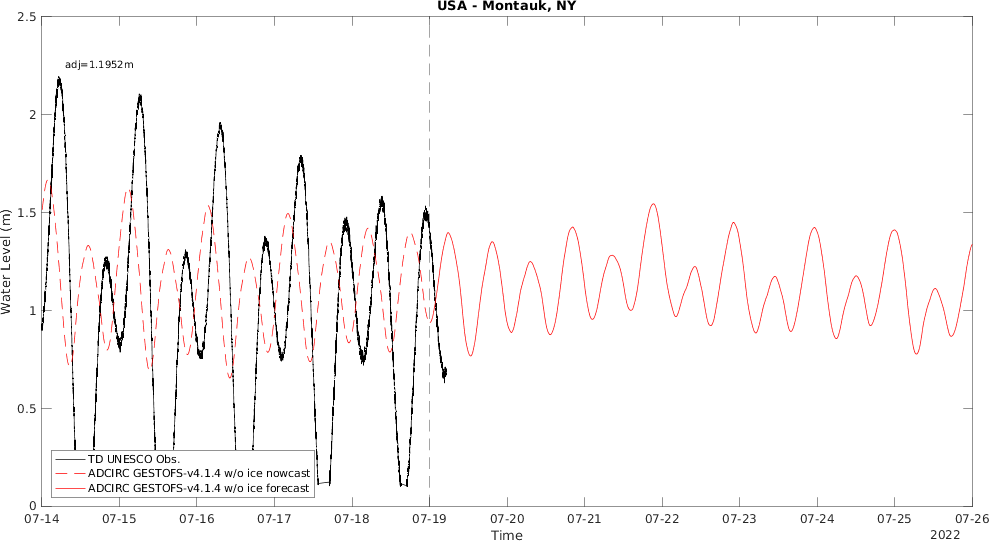 USA - Montauk, NY
adj=1.1952m
Water Level (m)
2.5
2
1.5
1
0.5
0
TD UNESCO Obs.
ADCIRC GESTOFS-v4.1.4 w/o ice nowcast
ADCIRC GESTOFS-v4.1.4 w/o ice forecast
07-14 07-15 07-16 07-17 07-18 07-19 07-20 07-21 07-22 07-23 07-24 07-25 07-26
Time
2022